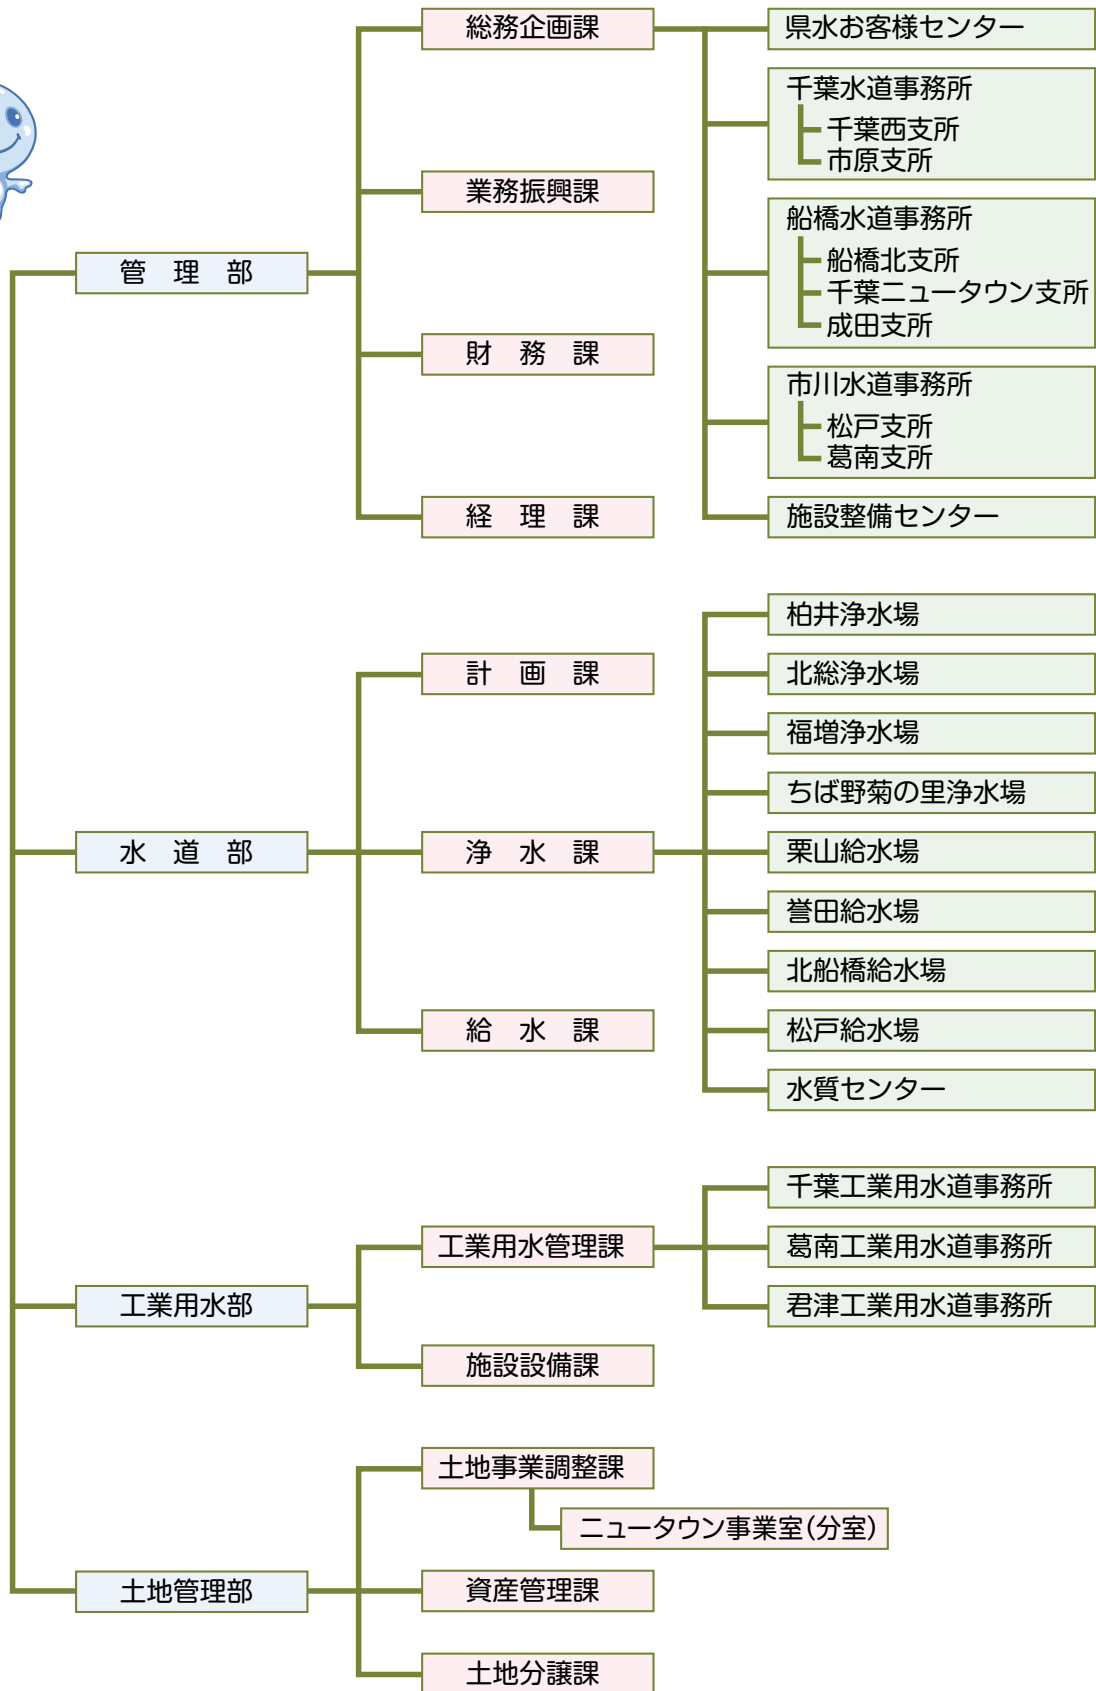 管理部
総務企画課
県水お客様センター
千葉水道事務所
千葉西支所
市原支所
船橋水道事務所
船橋北支所
千葉ニュータウン支所
成田支所
市川水道事務所
松戸支所
葛南支所
施設整備センター
業務振興課
財務課
経理課
水道部
計画課
浄水課
柏井浄水場
北総浄水場
福増浄水場
ちば野菊の里浄水場
栗山給水場
誉田給水場
北船橋給水場
松戸給水場
水質センター
給水課
工業用水部
工業用水管理課
千葉工業用水道事務所
葛南工業用水道事務所
君津工業用水道事務所
施設設備課
土地管理部
土地事業調整課
ニュータウン事業室(分室)
資産管理課
土地分譲課